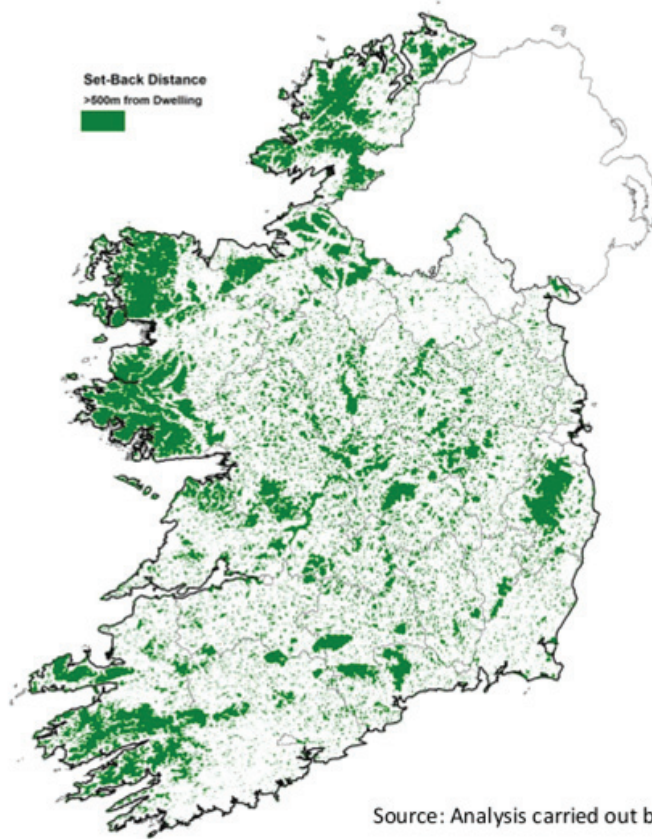 Set-Back Distance
>500m from Dwelling
Source: Analysis carried out b